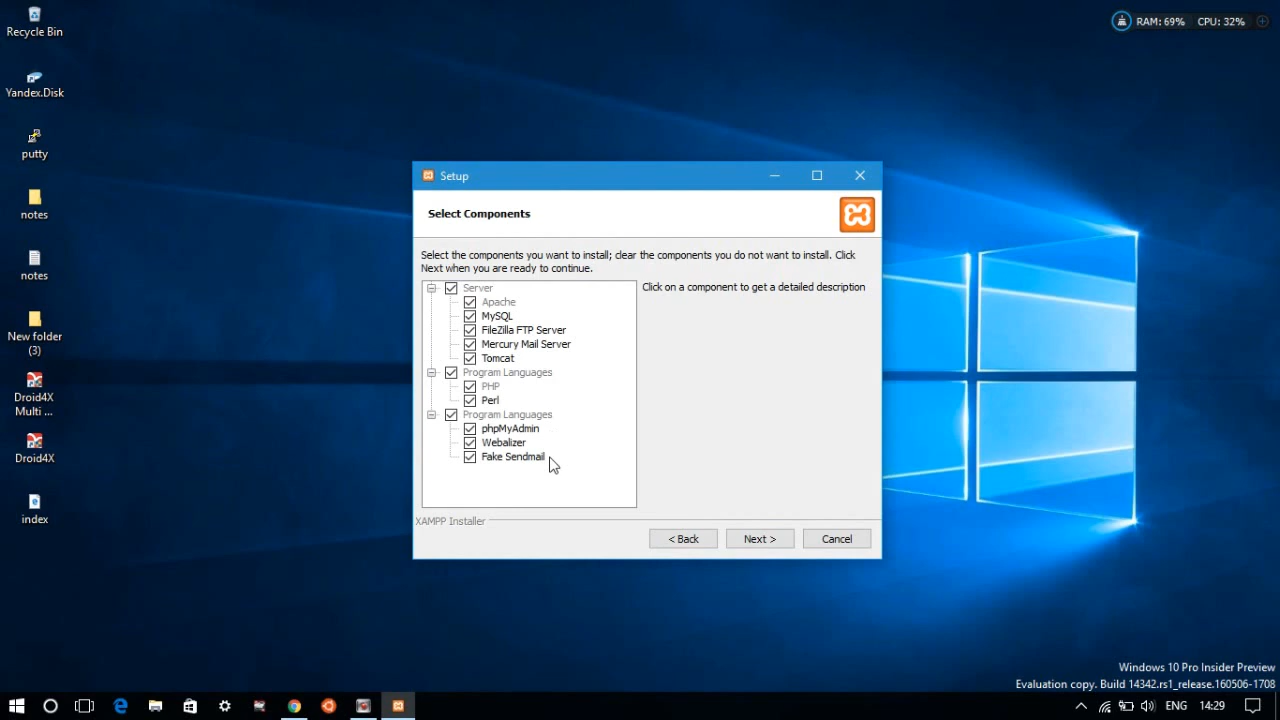 Recycle Bin
Yandex.Disk
putty
notes
notes
New folder
(3)
Droid4X
Multi ...
Droid4X
index
RAM: 69% CPU: 32%
Setup
Select Components
Select the components you want to install; clear the components you do not want to install. Click
Next when you are ready to continue.
Server
Apache
MySQL
FileZilla FTP Server
Mercury Mail Server
Tomcat
Program Languages
PHP
Perl
Program Languages
phpMyAdmin
Webalizer
Fake Sendmail
Click on a component to get a detailed description
XAMPP Installer
< Back Next > Cancel
Windows 10 Pro Insider Preview
Evaluation copy. Build 14342.rs1_release.160506-1708
ENG 14:29